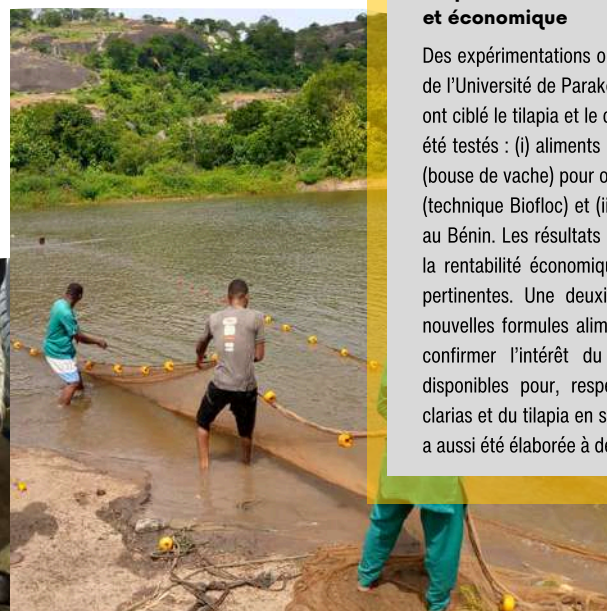 et économique
Des expérimentations o
de l'Université de Parak
ont ciblé le tilapia et le
été testés : (i) aliments
(bouse de vache) pour o
(technique Biofloc) et (i
au Bénin. Les résultats
la rentabilité économiq
pertinentes. Une deuxi
nouvelles formules alim
confirmer l'intérêt du
disponibles pour, resp
clarias et du tilapia en s
a aussi été élaborée à d